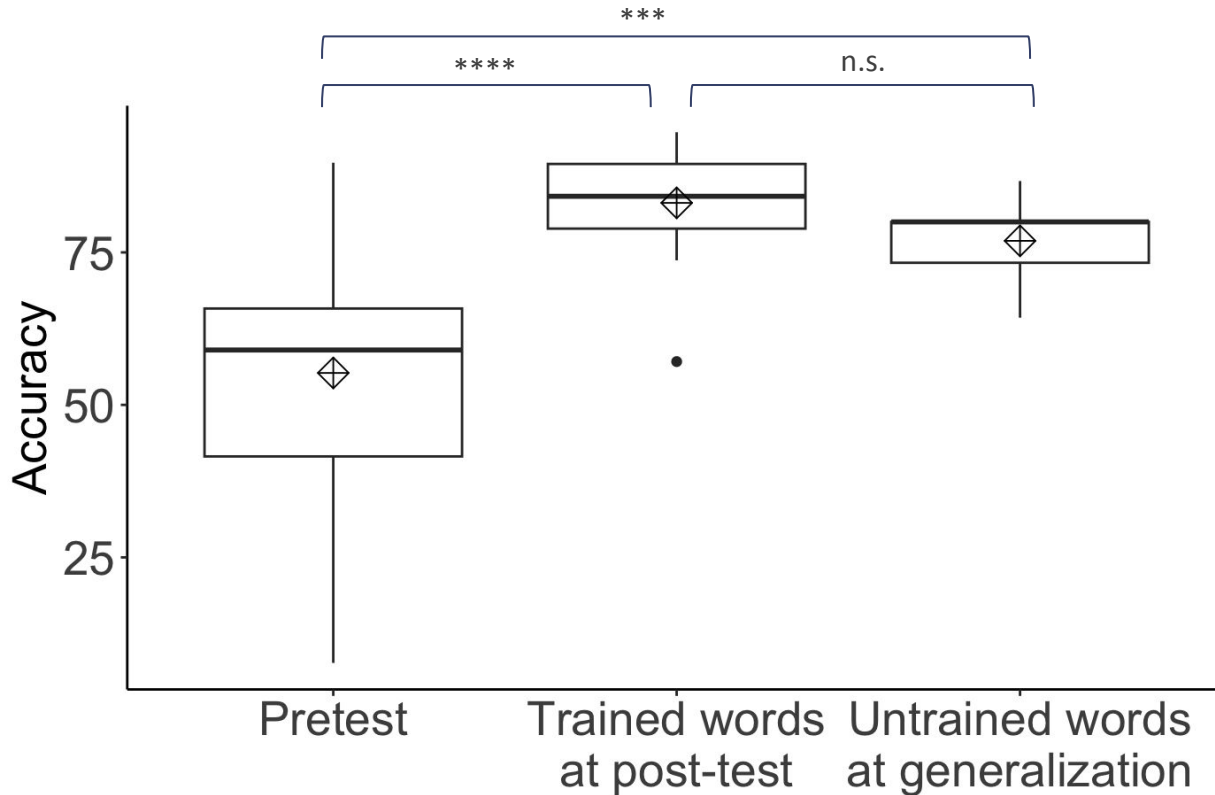 ***
****
n.s.
Accuracy
75
50
25
Pretest
Trained words
at post-test
Untrained words
at generalization